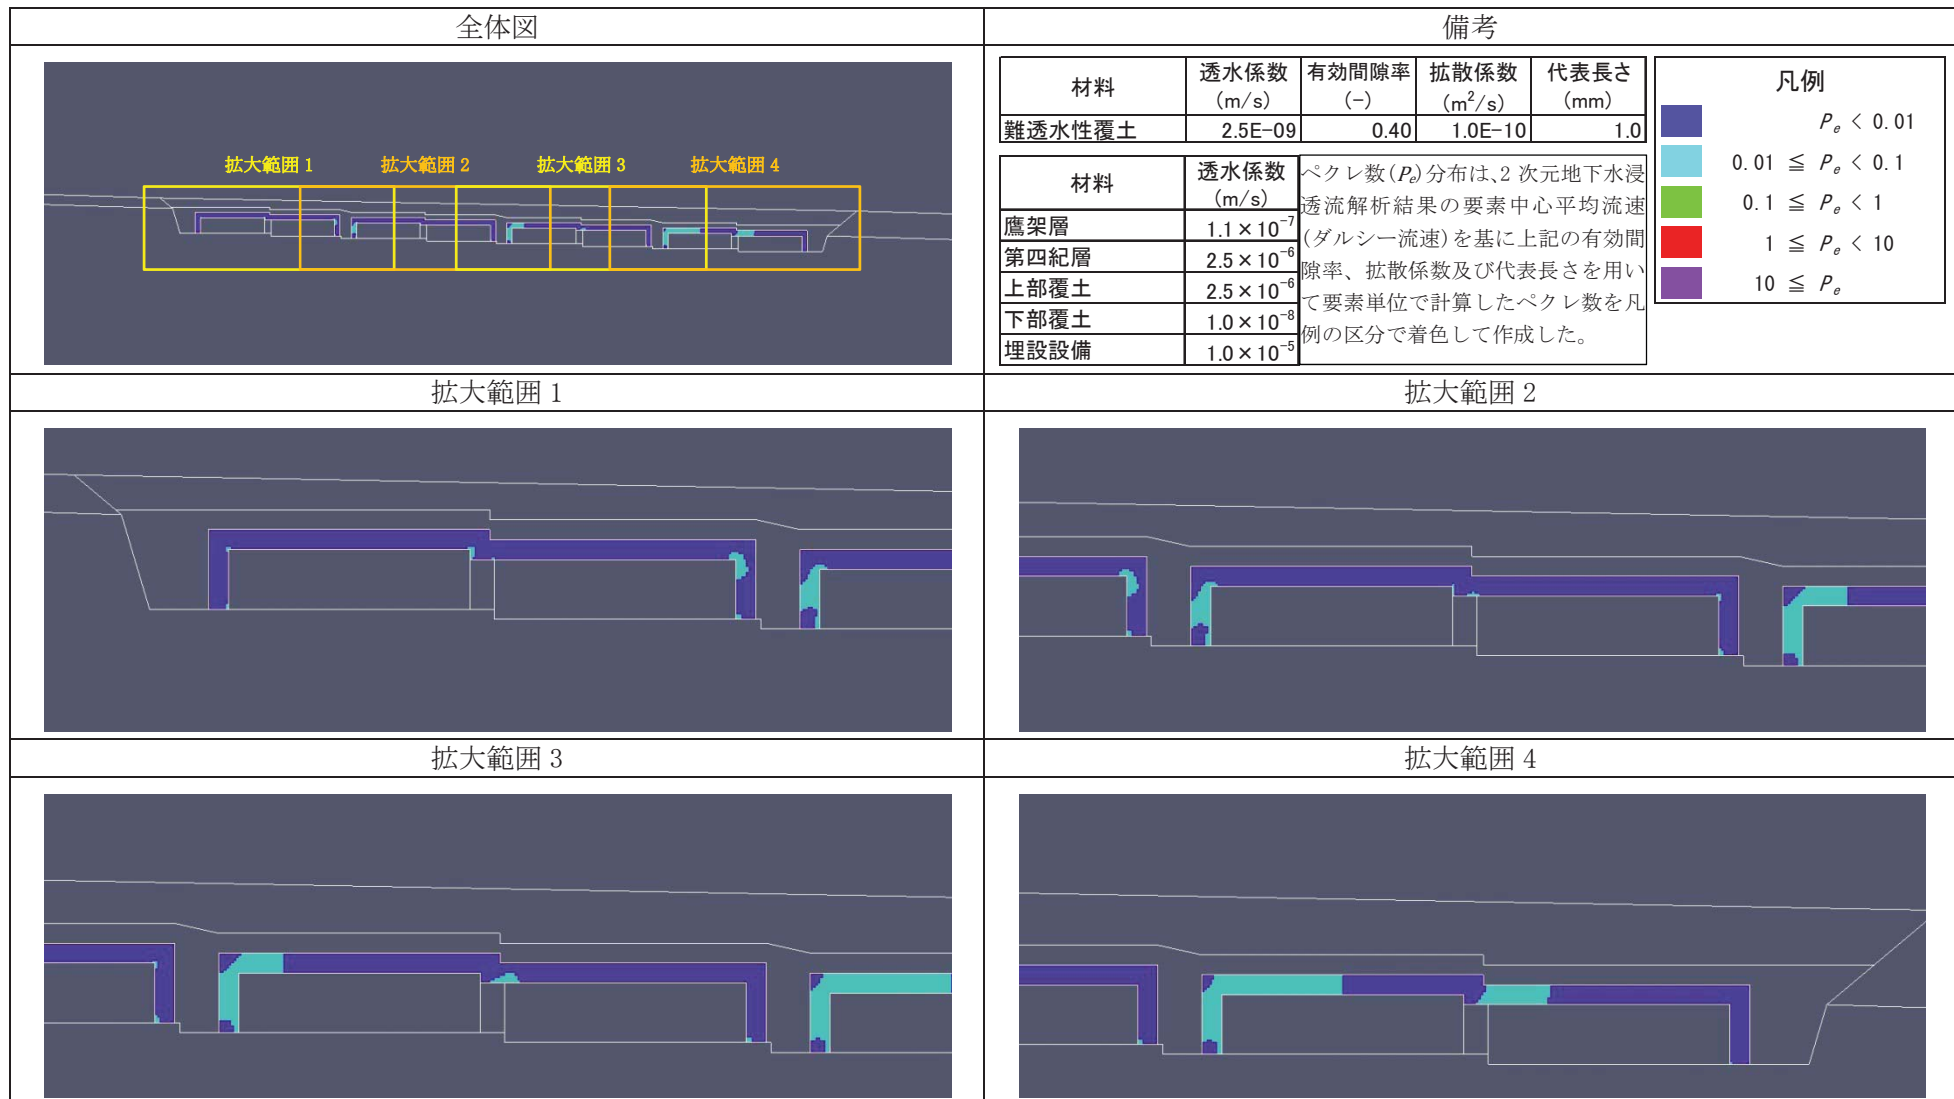 全体図
備考
拡大範囲 1
拡大範囲 2
拡大範囲 3
拡大範囲 4
材料 透水係数 (m/s) 有効間隙率 (-) 拡散係数 (m²/s) 代表長さ (mm)
難透水性覆土 2.5E-09 0.40 1.0E-10 1.0
材料 透水係数 (m/s)
鷹架層 1.1×10⁻⁷
第四紀層 2.5×10⁻⁶
上部覆土 2.5×10⁻⁶
下部覆土 1.0×10⁻⁸
埋設設備 1.0×10⁻⁵
ペクレ数(Pe)分布は、2 次元地下水浸
透流解析結果の要素中心平均流速
(ダルシー流速)を基に上記の有効間
隙率、拡散係数及び代表長さを用い
て要素単位で計算したペクレ数を凡
例の区分で着色して作成した。
凡例
Pe < 0.01
0.01 ≦ Pe < 0.1
0.1 ≦ Pe < 1
1 ≦ Pe < 10
10 ≦ Pe
拡大範囲 1
拡大範囲 2
拡大範囲 3
拡大範囲 4